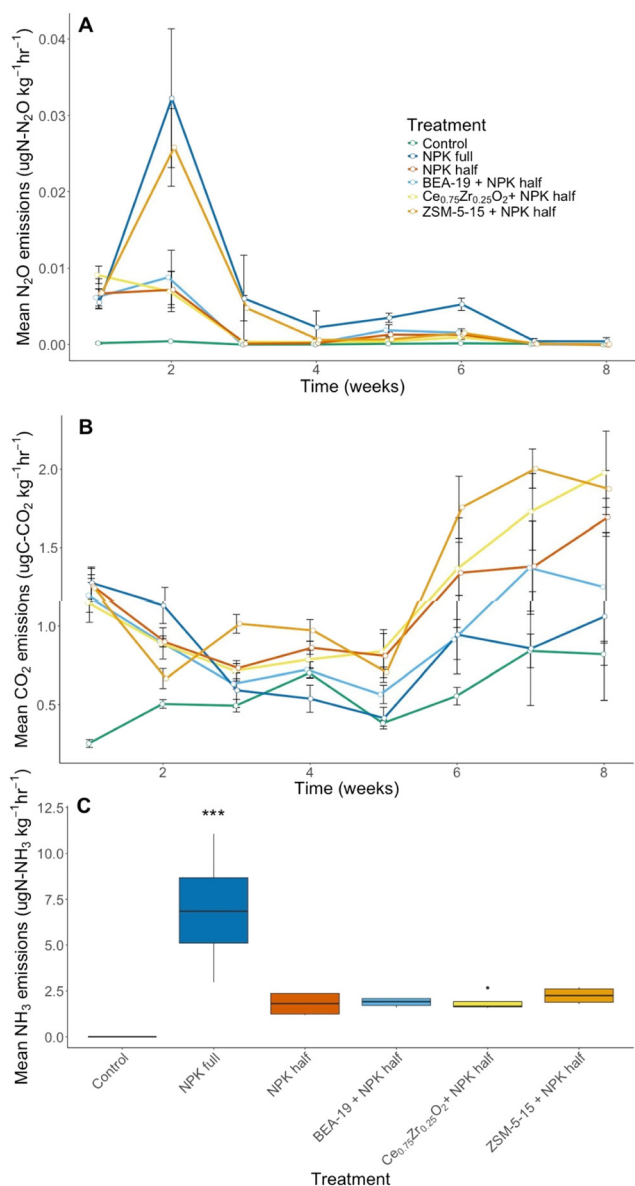 A
Mean N₂O emissions (ugN-N₂O kg⁻¹hr⁻¹)
0.04
0.03
0.02
0.01
0.00
2
4
6
8
Time (weeks)
Treatment
Control
NPK full
NPK half
BEA-19 + NPK half
Ce₀.₇₅Zr₀.₂₅O₂+ NPK half
ZSM-5-15 + NPK half
B
Mean CO₂ emissions (ugC-CO₂ kg⁻¹hr⁻¹)
2.0
1.5
1.0
0.5
2
4
6
8
Time (weeks)
C
Mean NH₃ emissions (ugN-NH₃ kg⁻¹hr⁻¹)
12.5
10.0
7.5
5.0
2.5
0.0
***
Control
NPK full
NPK half
BEA-19 + NPK half
Ce₀.₇₅Zr₀.₂₅O₂+ NPK half
ZSM-5-15 + NPK half
Treatment